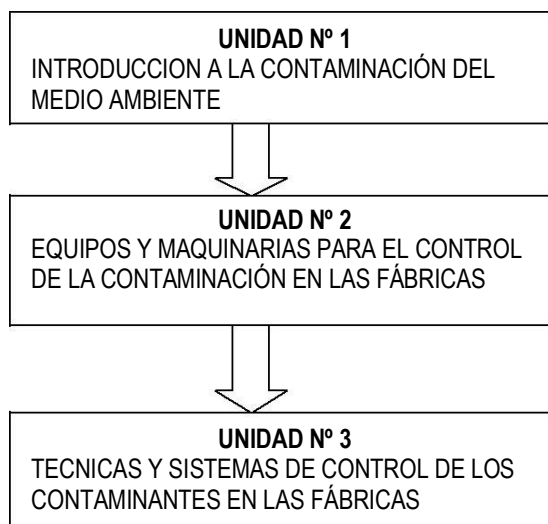 UNIDAD Nº 1
INTRODUCCION A LA CONTAMINACIÓN DEL
MEDIO AMBIENTE
UNIDAD Nº 2
EQUIPOS Y MAQUINARIAS PARA EL CONTROL
DE LA CONTAMINACIÓN EN LAS FÁBRICAS
UNIDAD Nº 3
TECNICAS Y SISTEMAS DE CONTROL DE LOS
CONTAMINANTES EN LAS FÁBRICAS